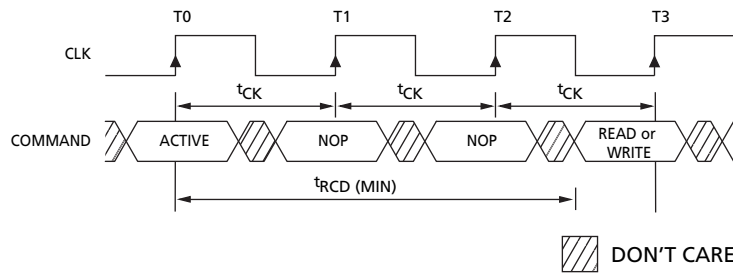 T0 T1 T2 T3
CLK
tCK tCK tCK
COMMAND ACTIVE NOP NOP READ or
WRITE
tRCD (MIN)
DON'T CARE